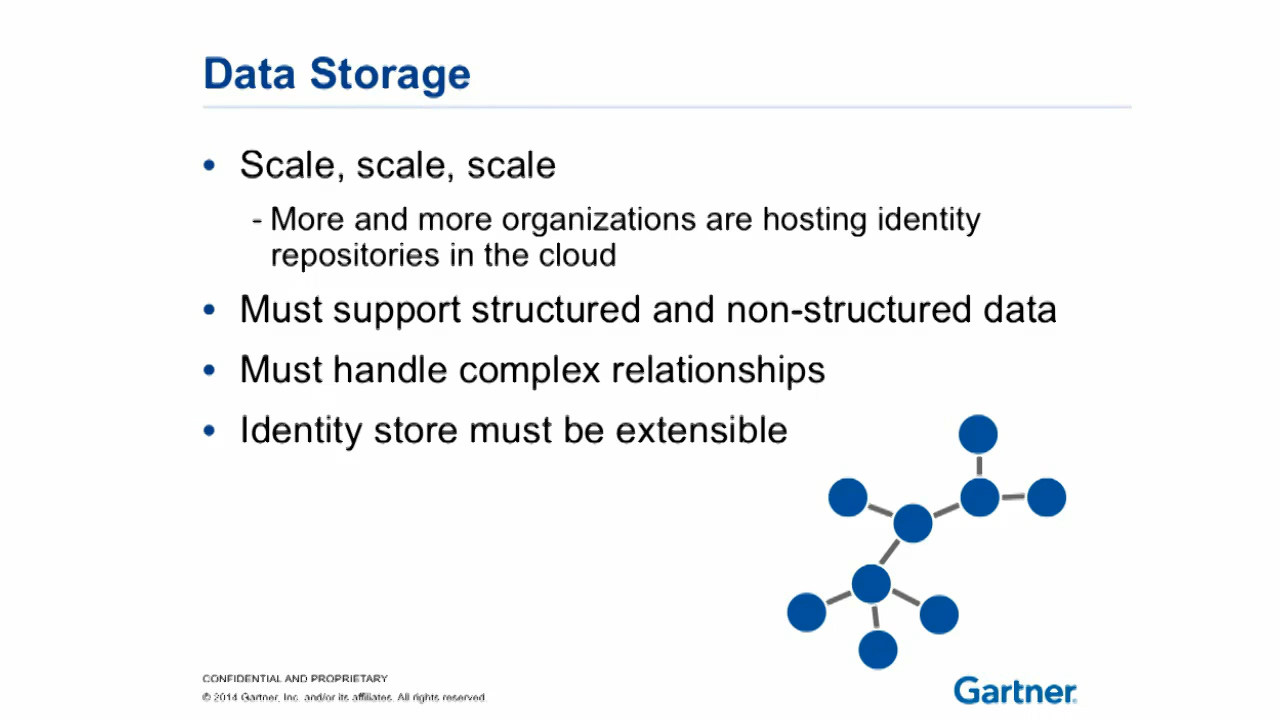 Data Storage
• Scale, scale, scale
- More and more organizations are hosting identity
repositories in the cloud
• Must support structured and non-structured data
• Must handle complex relationships
• Identity store must be extensible
CONFIDENTIAL AND PROPRIETARY
© 2014 Gartner, Inc. and/or its affiliates. All rights reserved.
Gartner.